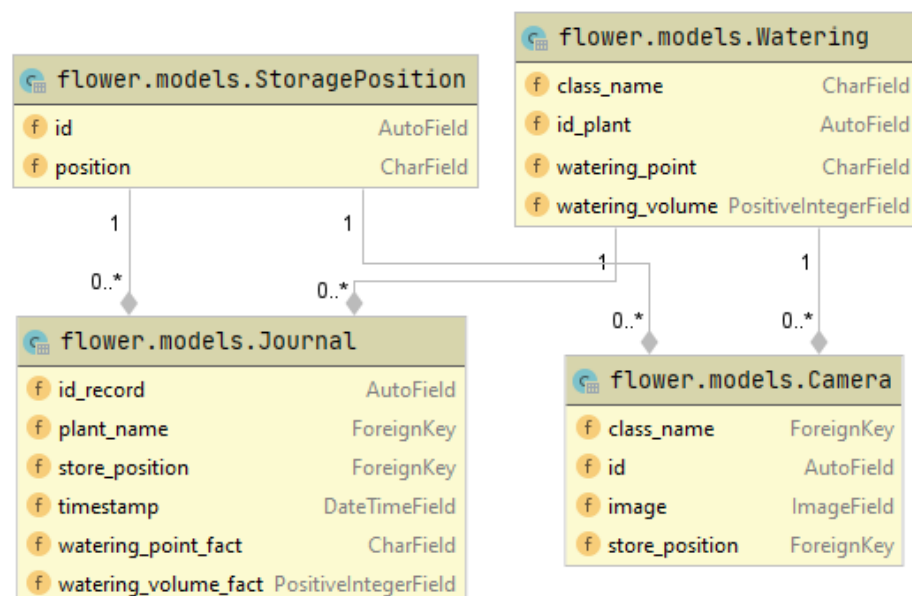 flower.models.StoragePosition
id AutoField
position CharField
flower.models.Watering
class_name CharField
id_plant AutoField
watering_point CharField
watering_volume PositiveIntegerField
1
1
1
1
0..*
0..*
0..*
0..*
flower.models.Journal
id_record AutoField
plant_name ForeignKey
store_position ForeignKey
timestamp DateTimeField
watering_point_fact CharField
watering_volume_fact PositiveIntegerField
flower.models.Camera
class_name ForeignKey
id AutoField
image ImageField
store_position ForeignKey